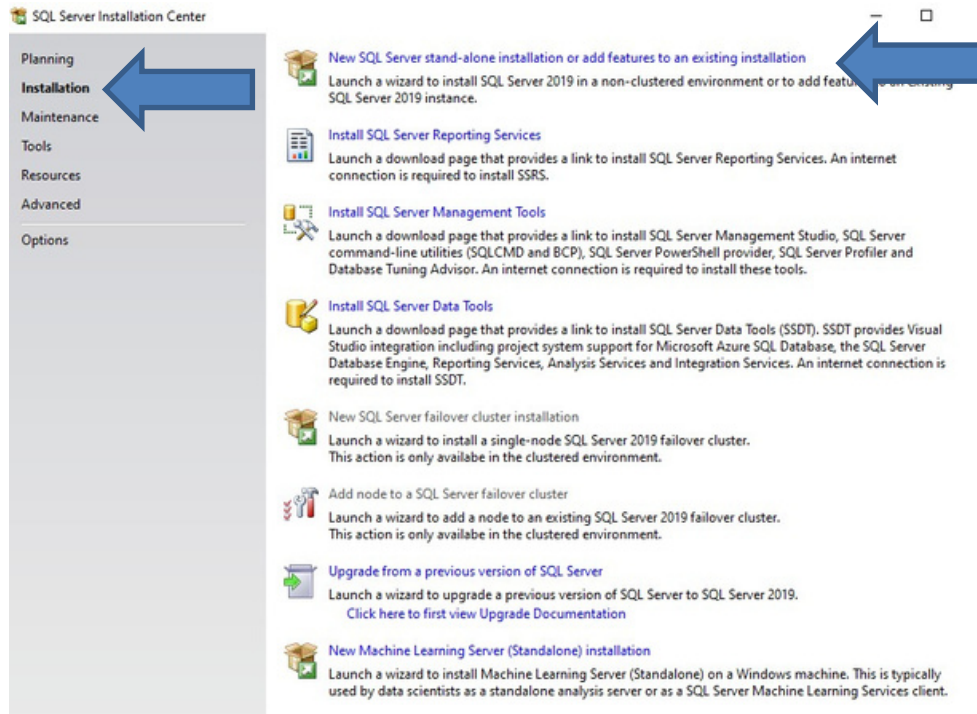 SQL Server Installation Center
Planning
Installation
Maintenance
Tools
Resources
Advanced
Options
New SQL Server stand-alone installation or add features to an existing installation
Launch a wizard to install SQL Server 2019 in a non-clustered environment or to add to an existing
SQL Server 2019 instance.
Install SQL Server Reporting Services
Launch a download page that provides a link to install SQL Server Reporting Services. An internet
connection is required to install SSRS.
Install SQL Server Management Tools
Launch a download page that provides a link to install SQL Server Management Studio, SQL Server
command-line utilities (SQLCMD and BCP), SQL Server PowerShell provider, SQL Server Profiler and
Database Tuning Advisor. An internet connection is required to install these tools.
Install SQL Server Data Tools
Launch a download page that provides a link to install SQL Server Data Tools (SSDT). SSDT provides Visual
Studio integration including project system support for Microsoft Azure SQL Database, the SQL Server
Database Engine, Reporting Services, Analysis Services and Integration Services. An internet connection is
required to install SSDT.
New SQL Server failover cluster installation
Launch a wizard to install a single-node SQL Server 2019 failover cluster.
This action is only availabe in the clustered environment.
Add node to a SQL Server failover cluster
Launch a wizard to add a node to an existing SQL Server 2019 failover cluster.
This action is only availabe in the clustered environment.
Upgrade from a previous version of SQL Server
Launch a wizard to upgrade a previous version of SQL Server to SQL Server 2019.
Click here to first view Upgrade Documentation
New Machine Learning Server (Standalone) installation
Launch a wizard to install Machine Learning Server (Standalone) on a Windows machine. This is typically
used by data scientists as a standalone analysis server or as a SQL Server Machine Learning Services client.